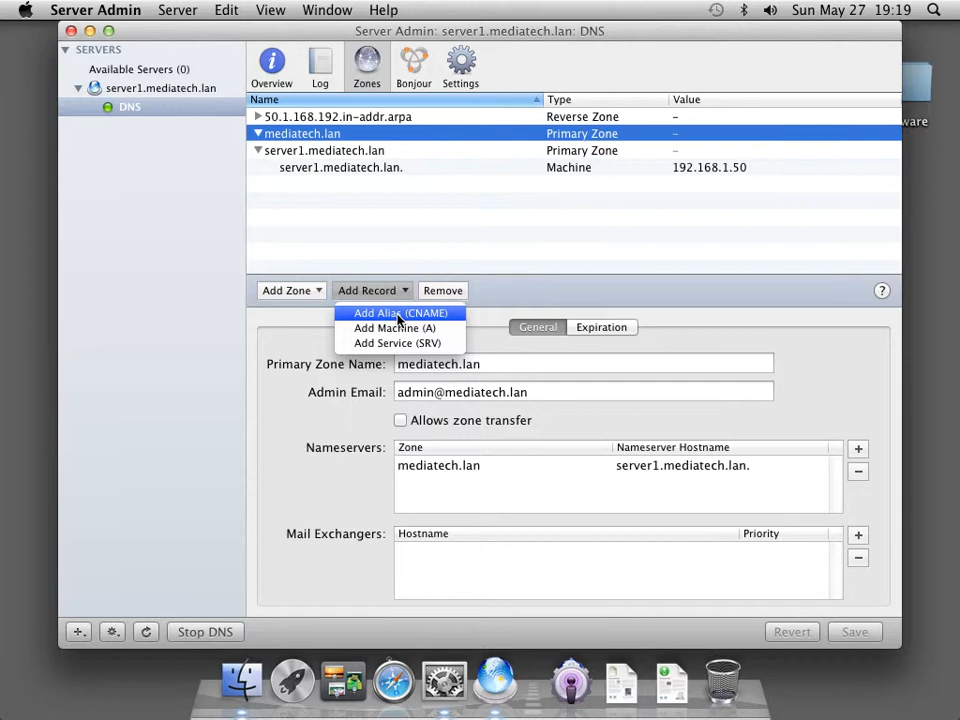 Server Admin Server Edit View Window Help Sun May 27 19:19
Server Admin: server1.mediatech.lan: DNS
SERVERS
Available Servers (0)
server1.mediatech.lan
DNS
Overview Log Zones Bonjour Settings
Name Type Value
50.1.168.192.in-addr.arpa Reverse Zone –
mediatech.lan Primary Zone –
server1.mediatech.lan Primary Zone –
server1.mediatech.lan. Machine 192.168.1.50
Add Zone Add Record Remove ?
Add Alias (CNAME)
Add Machine (A)
Add Service (SRV)
General Expiration
Primary Zone Name: mediatech.lan
Admin Email: admin@mediatech.lan
Allows zone transfer
Nameservers: Zone Nameserver Hostname
mediatech.lan server1.mediatech.lan.
Mail Exchangers: Hostname Priority
Stop DNS Revert Save